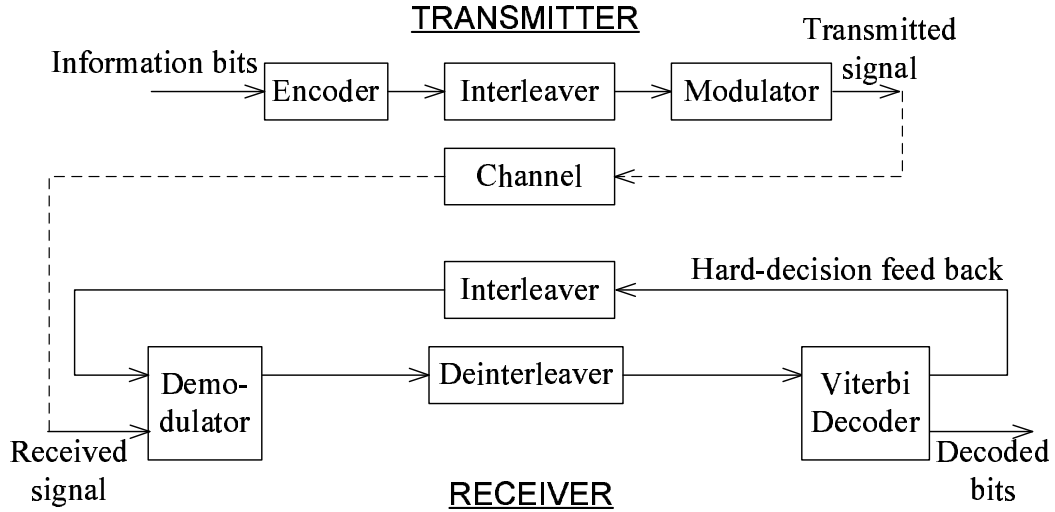 TRANSMITTER
Information bits
Encoder
Interleaver
Modulator
Transmitted
signal
Channel
Interleaver
Hard-decision feed back
Demo-
dulator
Deinterleaver
Viterbi
Decoder
Received
signal
Decoded
bits
RECEIVER